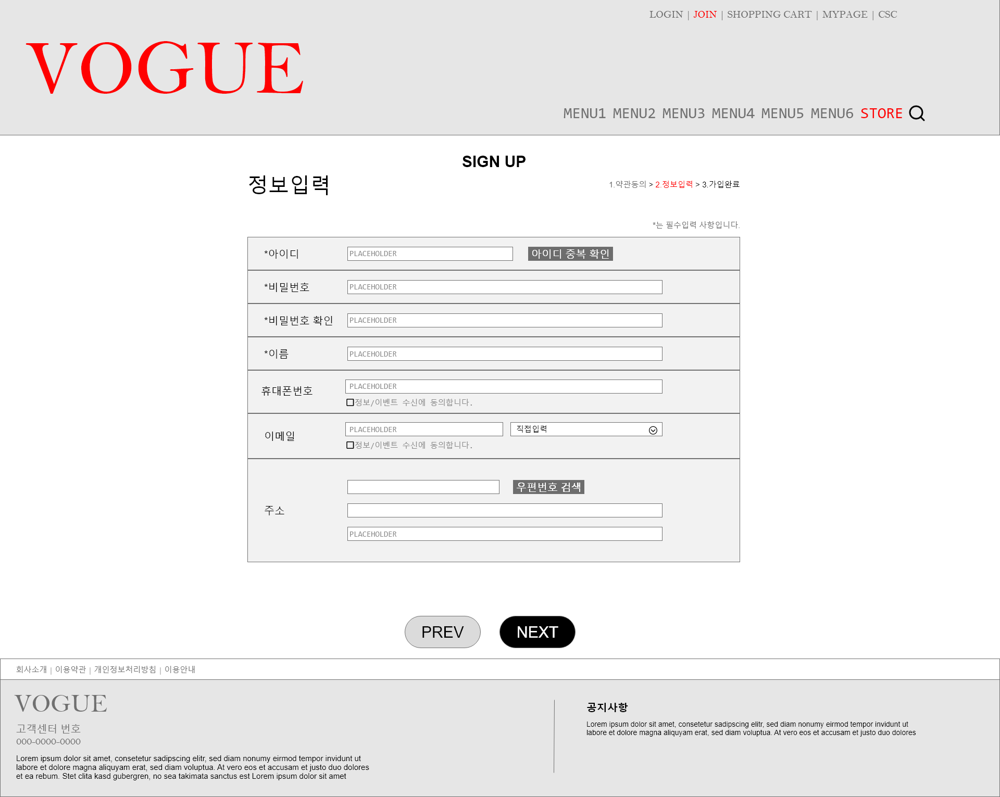 LOGIN | JOIN | SHOPPING CART | MYPAGE | CSC
VOGUE
MENU1 MENU2 MENU3 MENU4 MENU5 MENU6 STORE
SIGN UP
정보입력
1.약관동의 > 2.정보입력 > 3.가입완료
*는 필수입력 사항입니다.
*아이디 PLACEHOLDER 아이디 중복 확인
*비밀번호 PLACEHOLDER
*비밀번호 확인 PLACEHOLDER
*이름 PLACEHOLDER
휴대폰번호 PLACEHOLDER
정보/이벤트 수신에 동의합니다.
이메일 PLACEHOLDER 직접입력
정보/이벤트 수신에 동의합니다.
우편번호 검색
주소
PLACEHOLDER
PREV NEXT
회사소개 | 이용약관 | 개인정보처리방침 | 이용안내
VOGUE
고객센터 번호
000-0000-0000
Lorem ipsum dolor sit amet, consetetur sadipscing elitr, sed diam nonumy eirmod tempor invidunt ut
labore et dolore magna aliquyam erat, sed diam voluptua. At vero eos et accusam et justo duo dolores
et ea rebum. Stet clita kasd gubergren, no sea takimata sanctus est Lorem ipsum dolor sit amet
공지사항
Lorem ipsum dolor sit amet, consetetur sadipscing elitr, sed diam nonumy eirmod tempor invidunt ut
labore et dolore magna aliquyam erat, sed diam voluptua. At vero eos et accusam et justo duo dolores